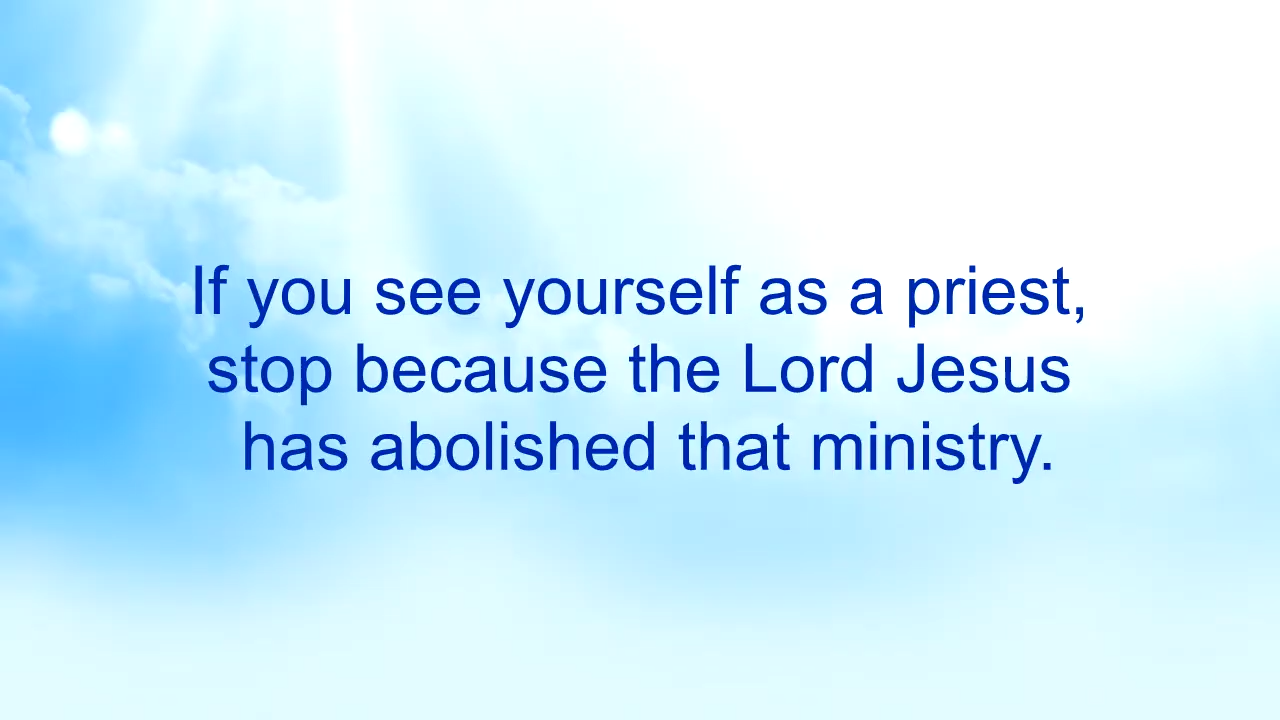 If you see yourself as a priest,
stop because the Lord Jesus
has abolished that ministry.